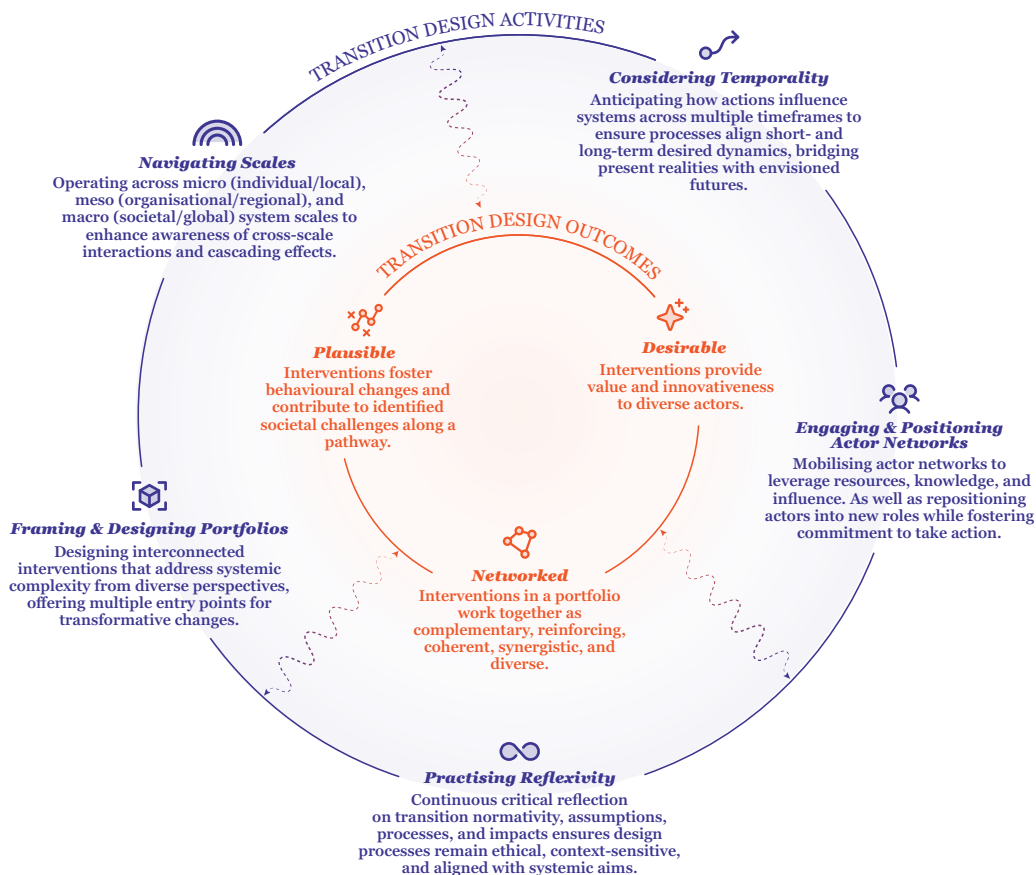 TRANSITION DESIGN ACTIVITIES
Considering Temporality
Anticipating how actions influence
systems across multiple timeframes to
ensure processes align short- and
long-term desired dynamics, bridging
present realities with envisioned
futures.
Navigating Scales
Operating across micro (individual/local),
meso (organisational/regional), and
macro (societal/global) system scales to
enhance awareness of cross-scale
interactions and cascading effects.
TRANSITION DESIGN OUTCOMES
Plausible
Interventions foster
behavioural changes and
contribute to identified
societal challenges along a
pathway.
Desirable
Interventions provide
value and innovativeness
to diverse actors.
Engaging & Positioning
Actor Networks
Mobilising actor networks to
leverage resources, knowledge, and
influence. As well as repositioning
actors into new roles while fostering
commitment to take action.
Framing & Designing Portfolios
Designing interconnected
interventions that address systemic
complexity from diverse perspectives,
offering multiple entry points for
transformative changes.
Networked
Interventions in a portfolio
work together as
complementary, reinforcing,
coherent, synergistic, and
diverse.
Practising Reflexivity
Continuous critical reflection
on transition normativity, assumptions,
processes, and impacts ensures design
processes remain ethical, context-sensitive,
and aligned with systemic aims.